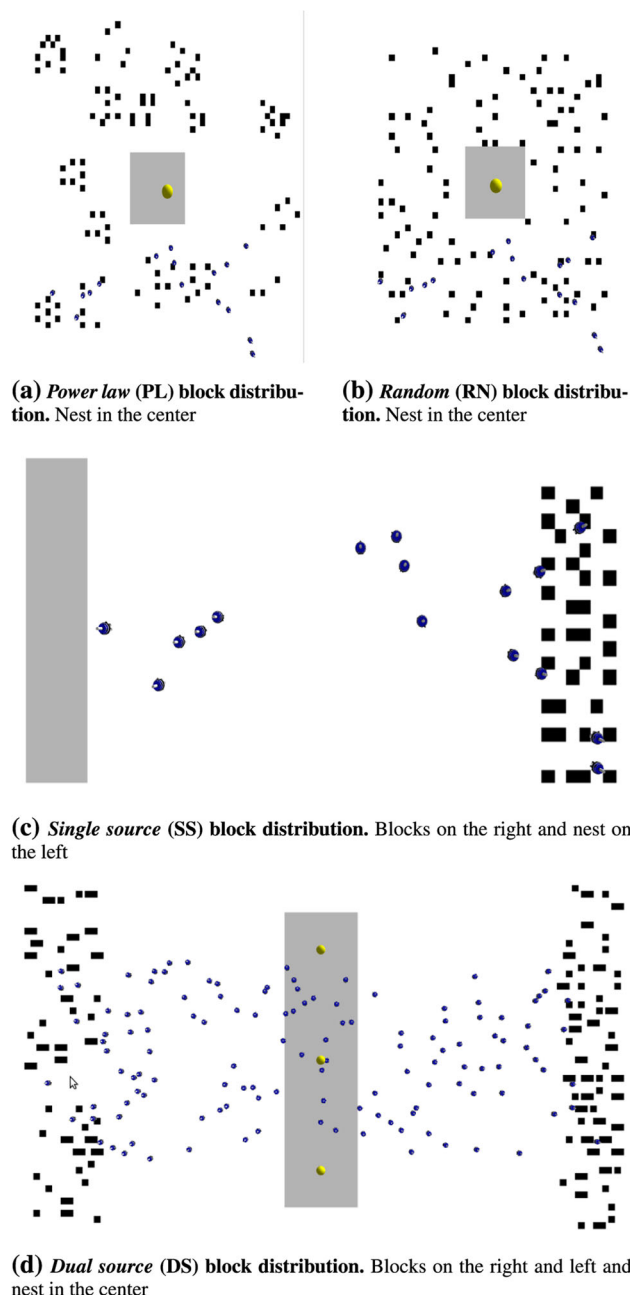 (a) Power law (PL) block distribu-
tion. Nest in the center
(b) Random (RN) block distribu-
tion. Nest in the center
(c) Single source (SS) block distribution. Blocks on the right and nest on
the left
(d) Dual source (DS) block distribution. Blocks on the right and left and
nest in the center